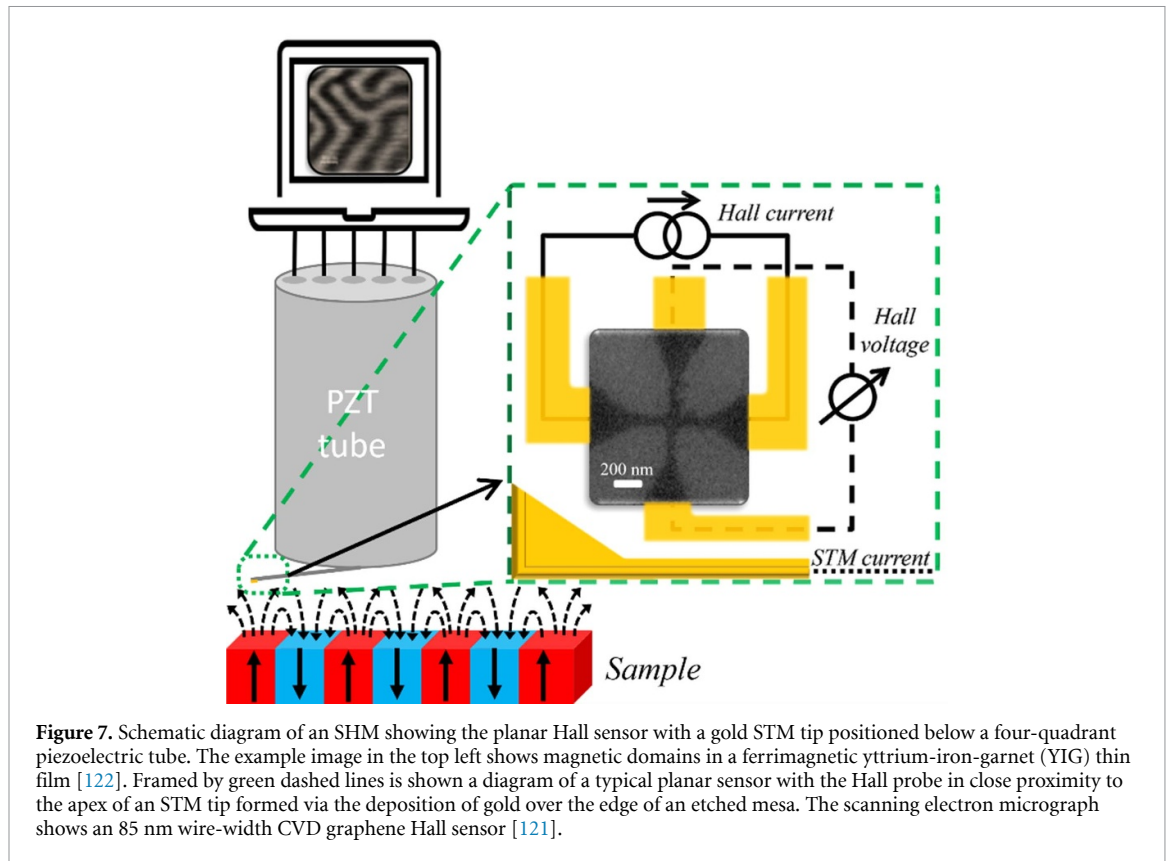 Hall current
Hall
voltage
PZT
tube
200 nm
STM current
Sample
Figure 7. Schematic diagram of an SHM showing the planar Hall sensor with a gold STM tip positioned below a four-quadrant
piezoelectric tube. The example image in the top left shows magnetic domains in a ferrimagnetic yttrium-iron-garnet (YIG) thin
film [122]. Framed by green dashed lines is shown a diagram of a typical planar sensor with the Hall probe in close proximity to
the apex of an STM tip formed via the deposition of gold over the edge of an etched mesa. The scanning electron micrograph
shows an 85 nm wire-width CVD graphene Hall sensor [121].